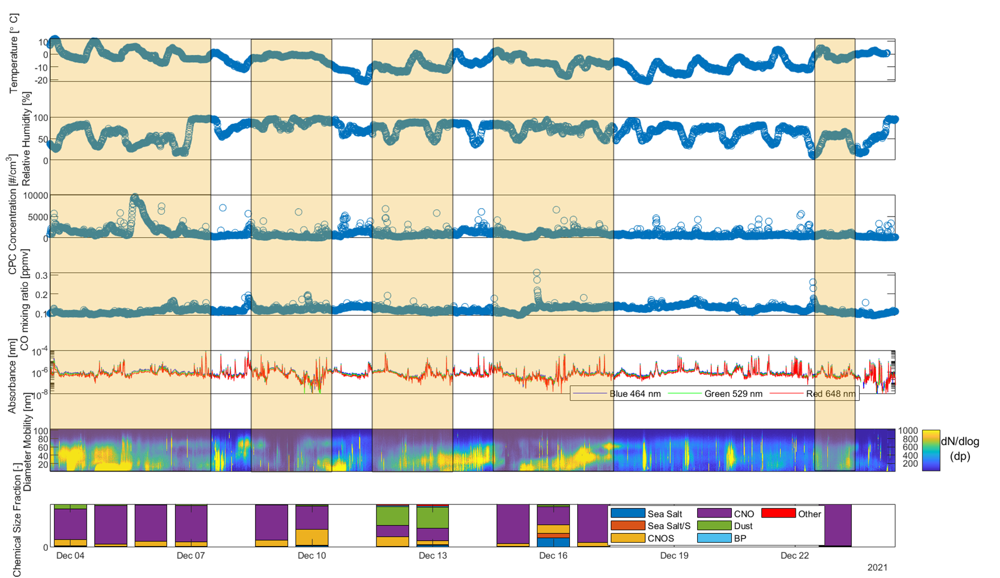 Temperature [° C]
10
0
-10
-20
Relative Humidity [%]
100
50
0
CPC Concentration [#/cm3]
10000
5000
0
CO mixing ratio [ppmv]
0.3
0.2
0.1
Absorbance [nm]
10-4
10-6
10-8
Blue 464 nm
Green 529 nm
Red 648 nm
Diameter Mobility [nm]
100
80
60
40
20
1000
800
600
400
200
dN/dlog
(dp)
Chemical Size Fraction [-]
0
Sea Salt
CNO
Other
Sea Salt/S
Dust
CNOS
BP
Dec 04
Dec 07
Dec 10
Dec 13
Dec 16
Dec 19
Dec 22
2021